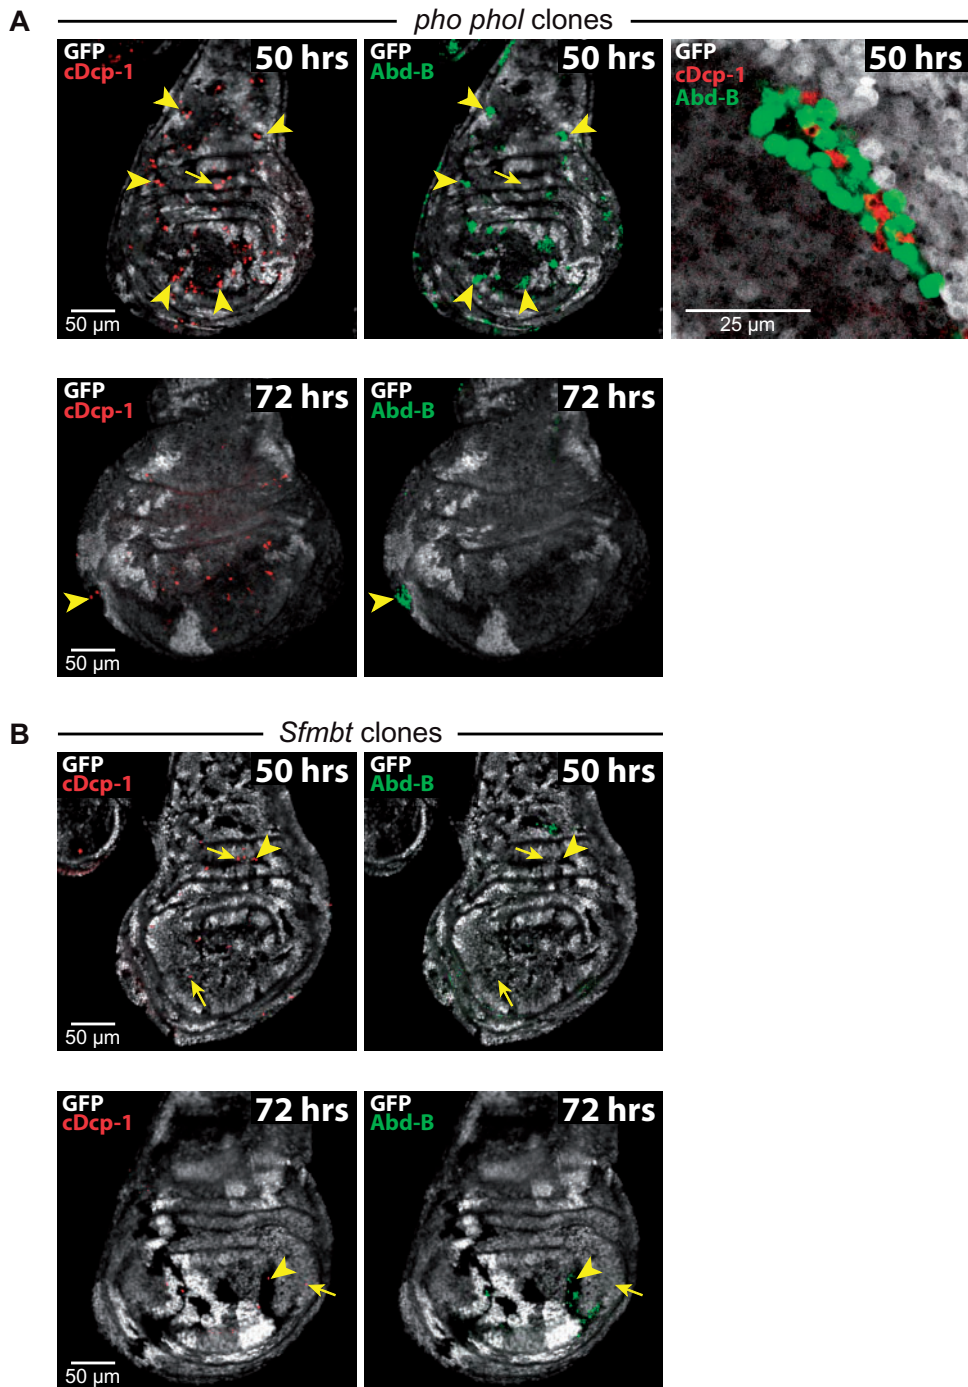 A
pho phol clones
GFP
cDcp-1
50 hrs
50 µm
GFP
Abd-B
50 hrs
GFP
cDcp-1
Abd-B
50 hrs
25 µm
GFP
cDcp-1
72 hrs
50 µm
GFP
Abd-B
72 hrs
B
Sfmbt clones
GFP
cDcp-1
50 hrs
50 µm
GFP
Abd-B
50 hrs
GFP
cDcp-1
72 hrs
50 µm
GFP
Abd-B
72 hrs